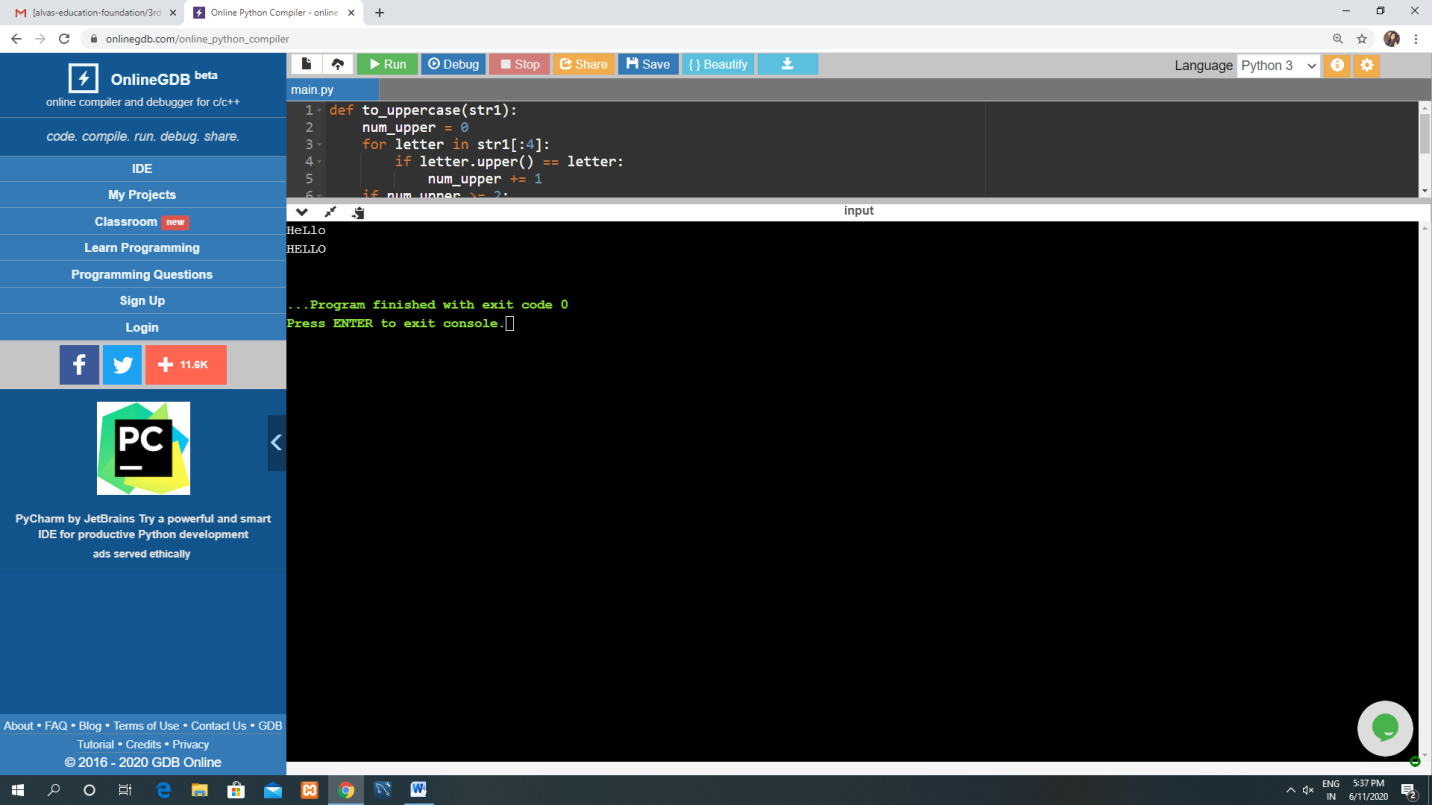 [alvas-education-foundation/3rd
Online Python Compiler - online
onlinegdb.com/online_python_compiler
OnlineGDB beta
online compiler and debugger for c/c++
code. compile. run. debug. share.
IDE
My Projects
Classroom new
Learn Programming
Programming Questions
Sign Up
Login
f
+ 11.6K
PC
PyCharm by JetBrains Try a powerful and smart
IDE for productive Python development
ads served ethically
About • FAQ • Blog • Terms of Use • Contact Us • GDB
Tutorial • Credits • Privacy
© 2016 - 2020 GDB Online
Run Debug Stop Share Save { } Beautify
Language Python 3
main.py
1 def to_uppercase(str1):
2 num_upper = 0
3 for letter in str1[:4]:
4 if letter.upper() == letter:
5 num_upper += 1
6 if num_upper >= 2:
input
HeLlo
HELLO
...Program finished with exit code 0
Press ENTER to exit console.
ENG
IN
5:37 PM
6/11/2020
2